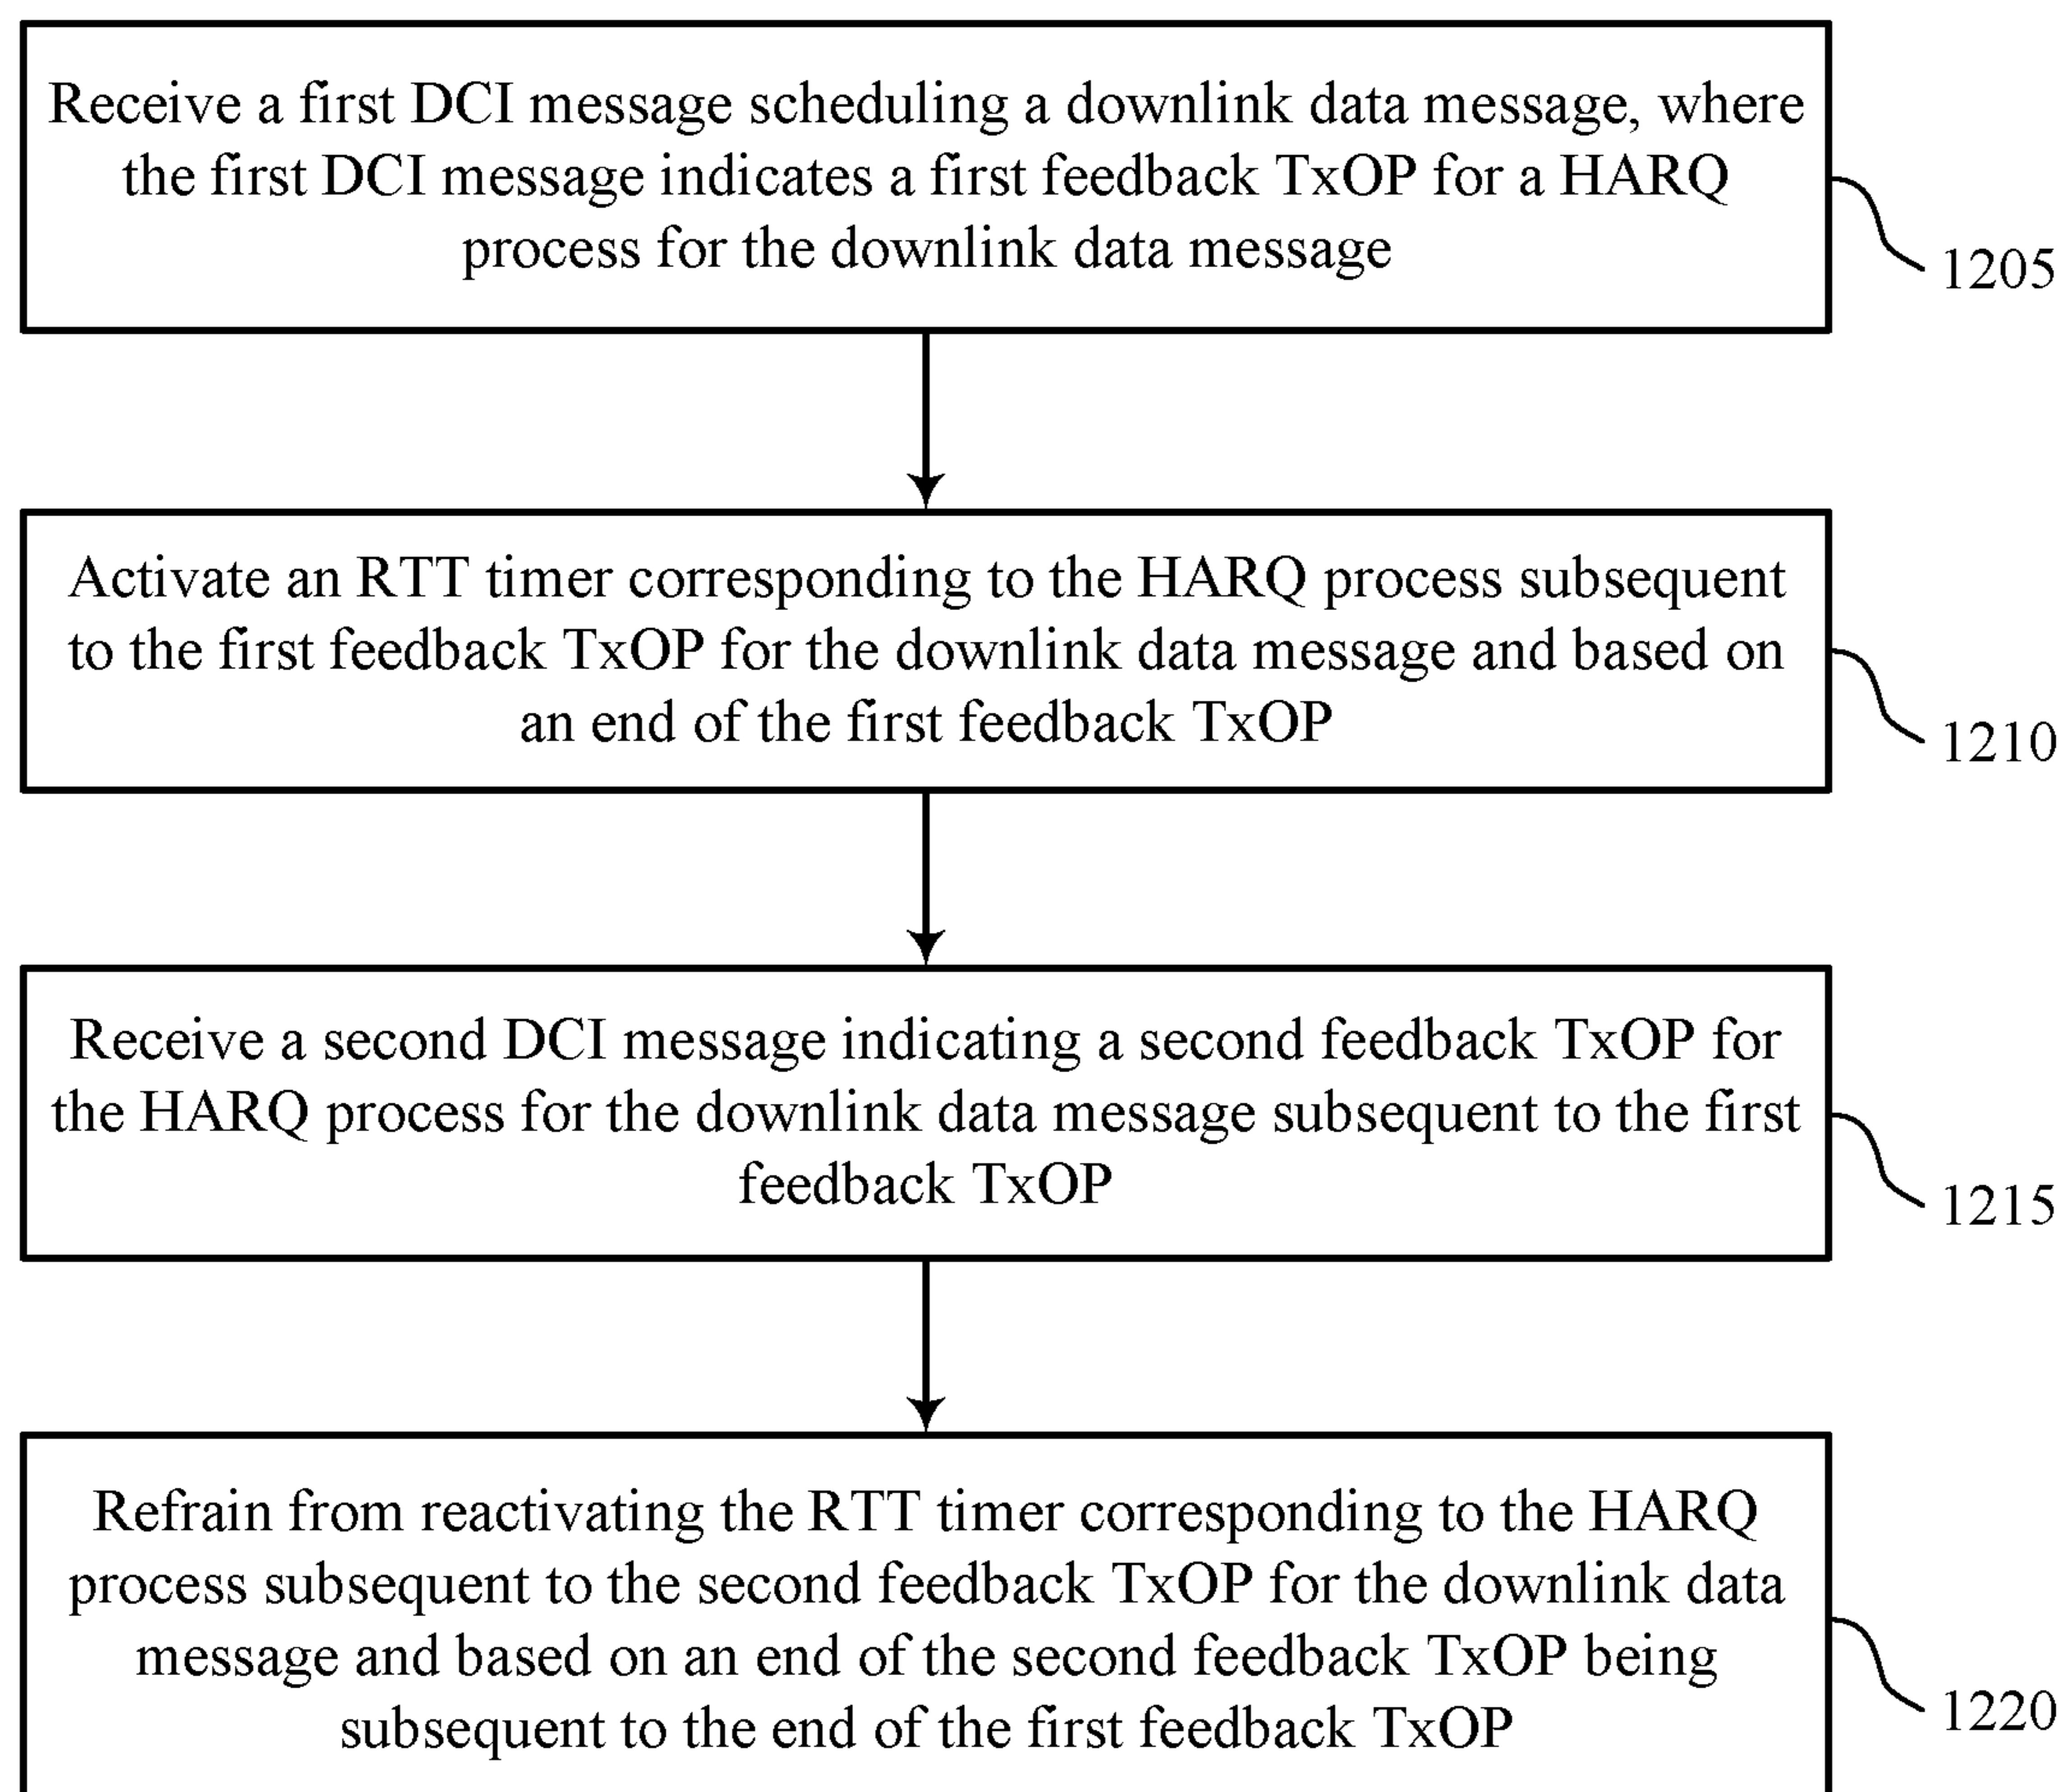 Receive a first DCI message scheduling a downlink data message, where
the first DCI message indicates a first feedback TxOP for a HARQ
process for the downlink data message
1205
Activate an RTT timer corresponding to the HARQ process subsequent
to the first feedback TxOP for the downlink data message and based on
an end of the first feedback TxOP
1210
Receive a second DCI message indicating a second feedback TxOP for
the HARQ process for the downlink data message subsequent to the first
feedback TxOP
1215
Refrain from reactivating the RTT timer corresponding to the HARQ
process subsequent to the second feedback TxOP for the downlink data
message and based on an end of the second feedback TxOP being
subsequent to the end of the first feedback TxOP
1220